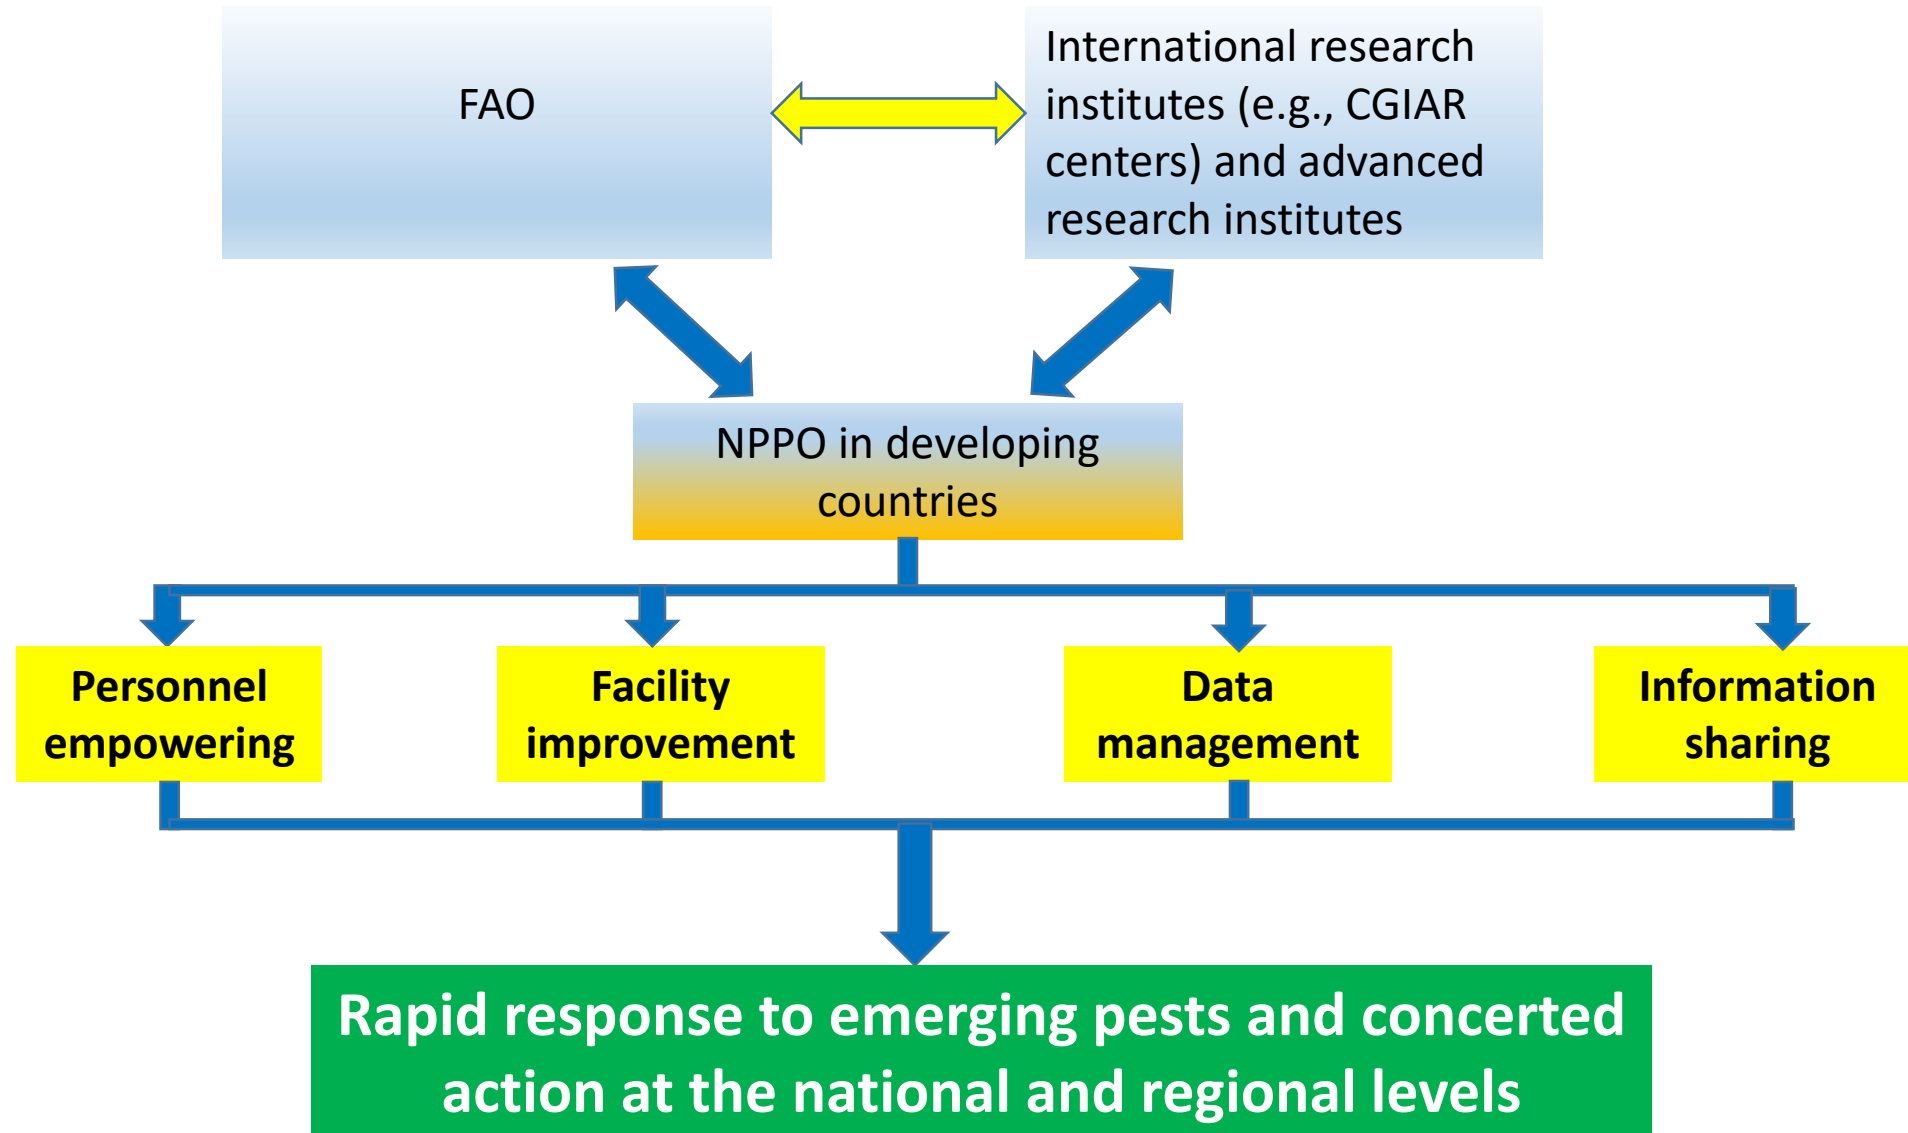 FAO
International research
institutes (e.g., CGIAR
centers) and advanced
research institutes
NPPO in developing
countries
Personnel
empowering
Facility
improvement
Data
management
Information
sharing
Rapid response to emerging pests and concerted
action at the national and regional levels